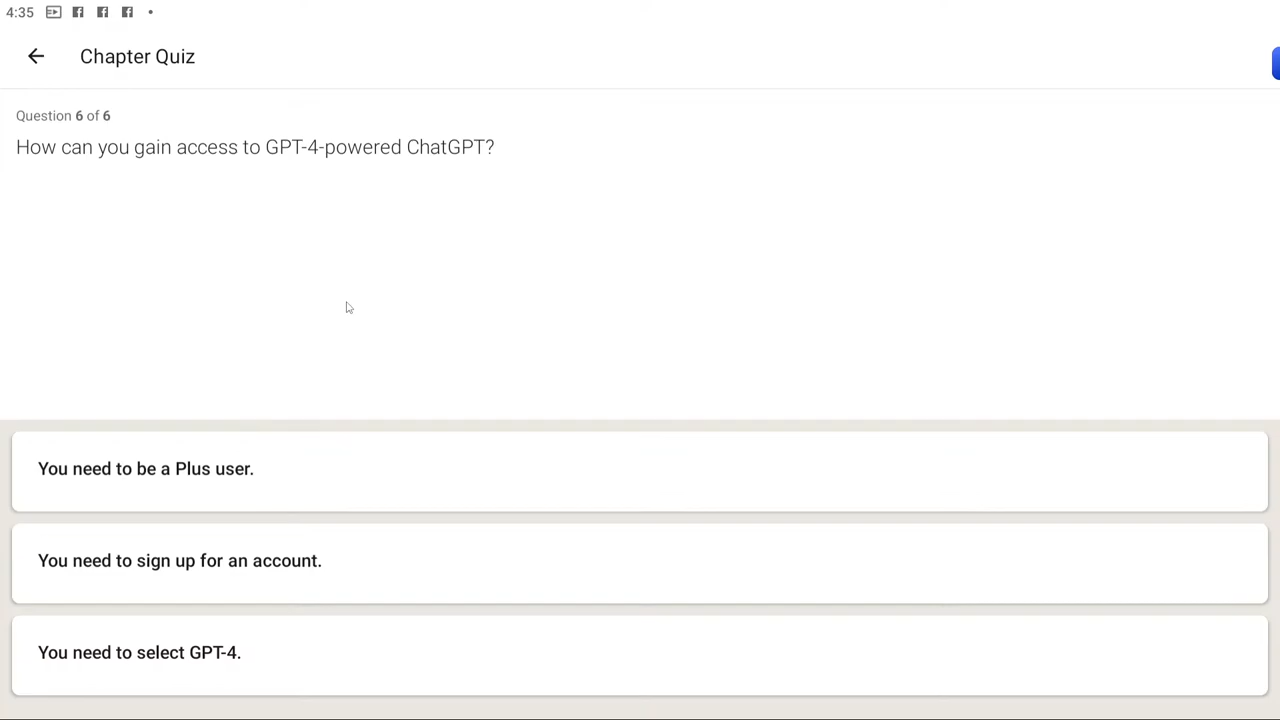 4:35
Chapter Quiz
Question 6 of 6
How can you gain access to GPT-4-powered ChatGPT?
You need to be a Plus user.
You need to sign up for an account.
You need to select GPT-4.